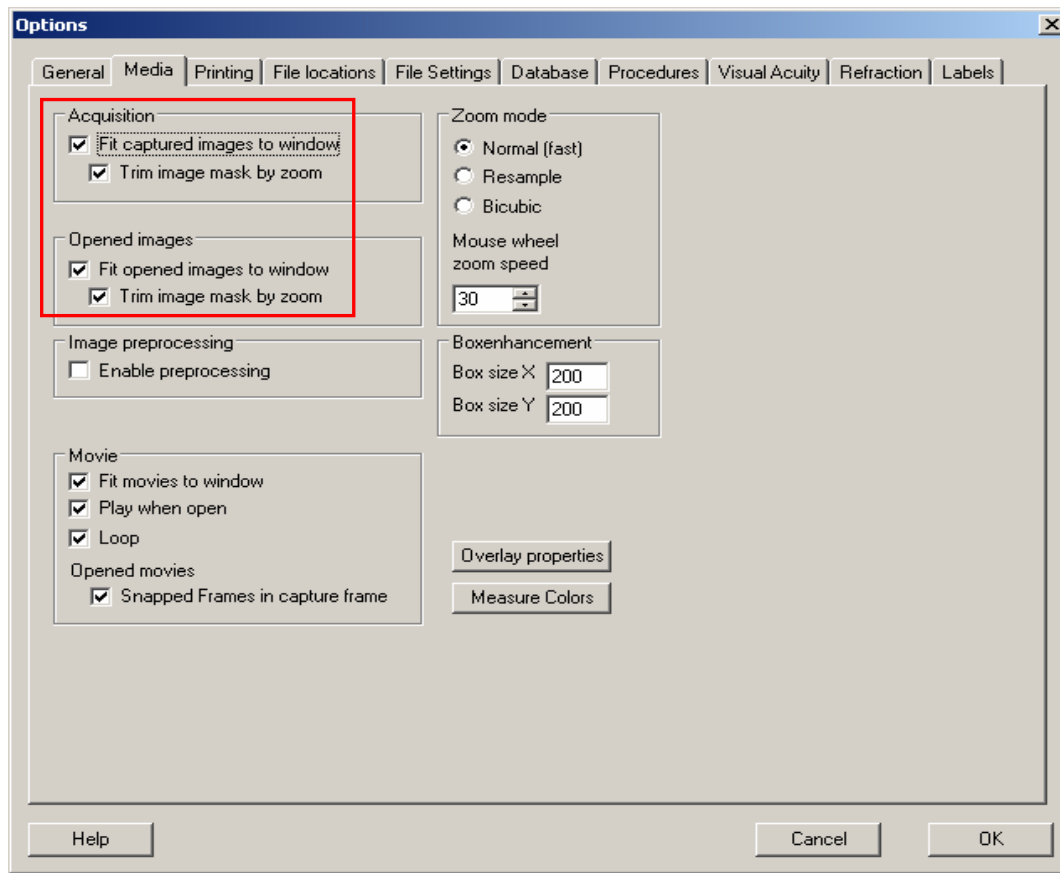 Options
General Media Printing File locations File Settings Database Procedures Visual Acuity Refraction Labels
Acquisition
Fit captured images to window
Trim image mask by zoom
Opened images
Fit opened images to window
Trim image mask by zoom
Image preprocessing
Enable preprocessing
Movie
Fit movies to window
Play when open
Loop
Opened movies
Snapped Frames in capture frame
Zoom mode
Normal (fast)
Resample
Bicubic
Mouse wheel
zoom speed
30
Boxenhancement
Box size X 200
Box size Y 200
Overlay properties
Measure Colors
Help Cancel OK